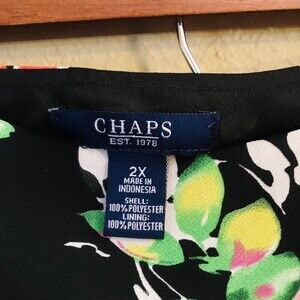 CHAPS
EST. 1978
2X
MADE IN
INDONESIA
SHELL:
100% POLYESTER
LINING:
100% POLYESTER